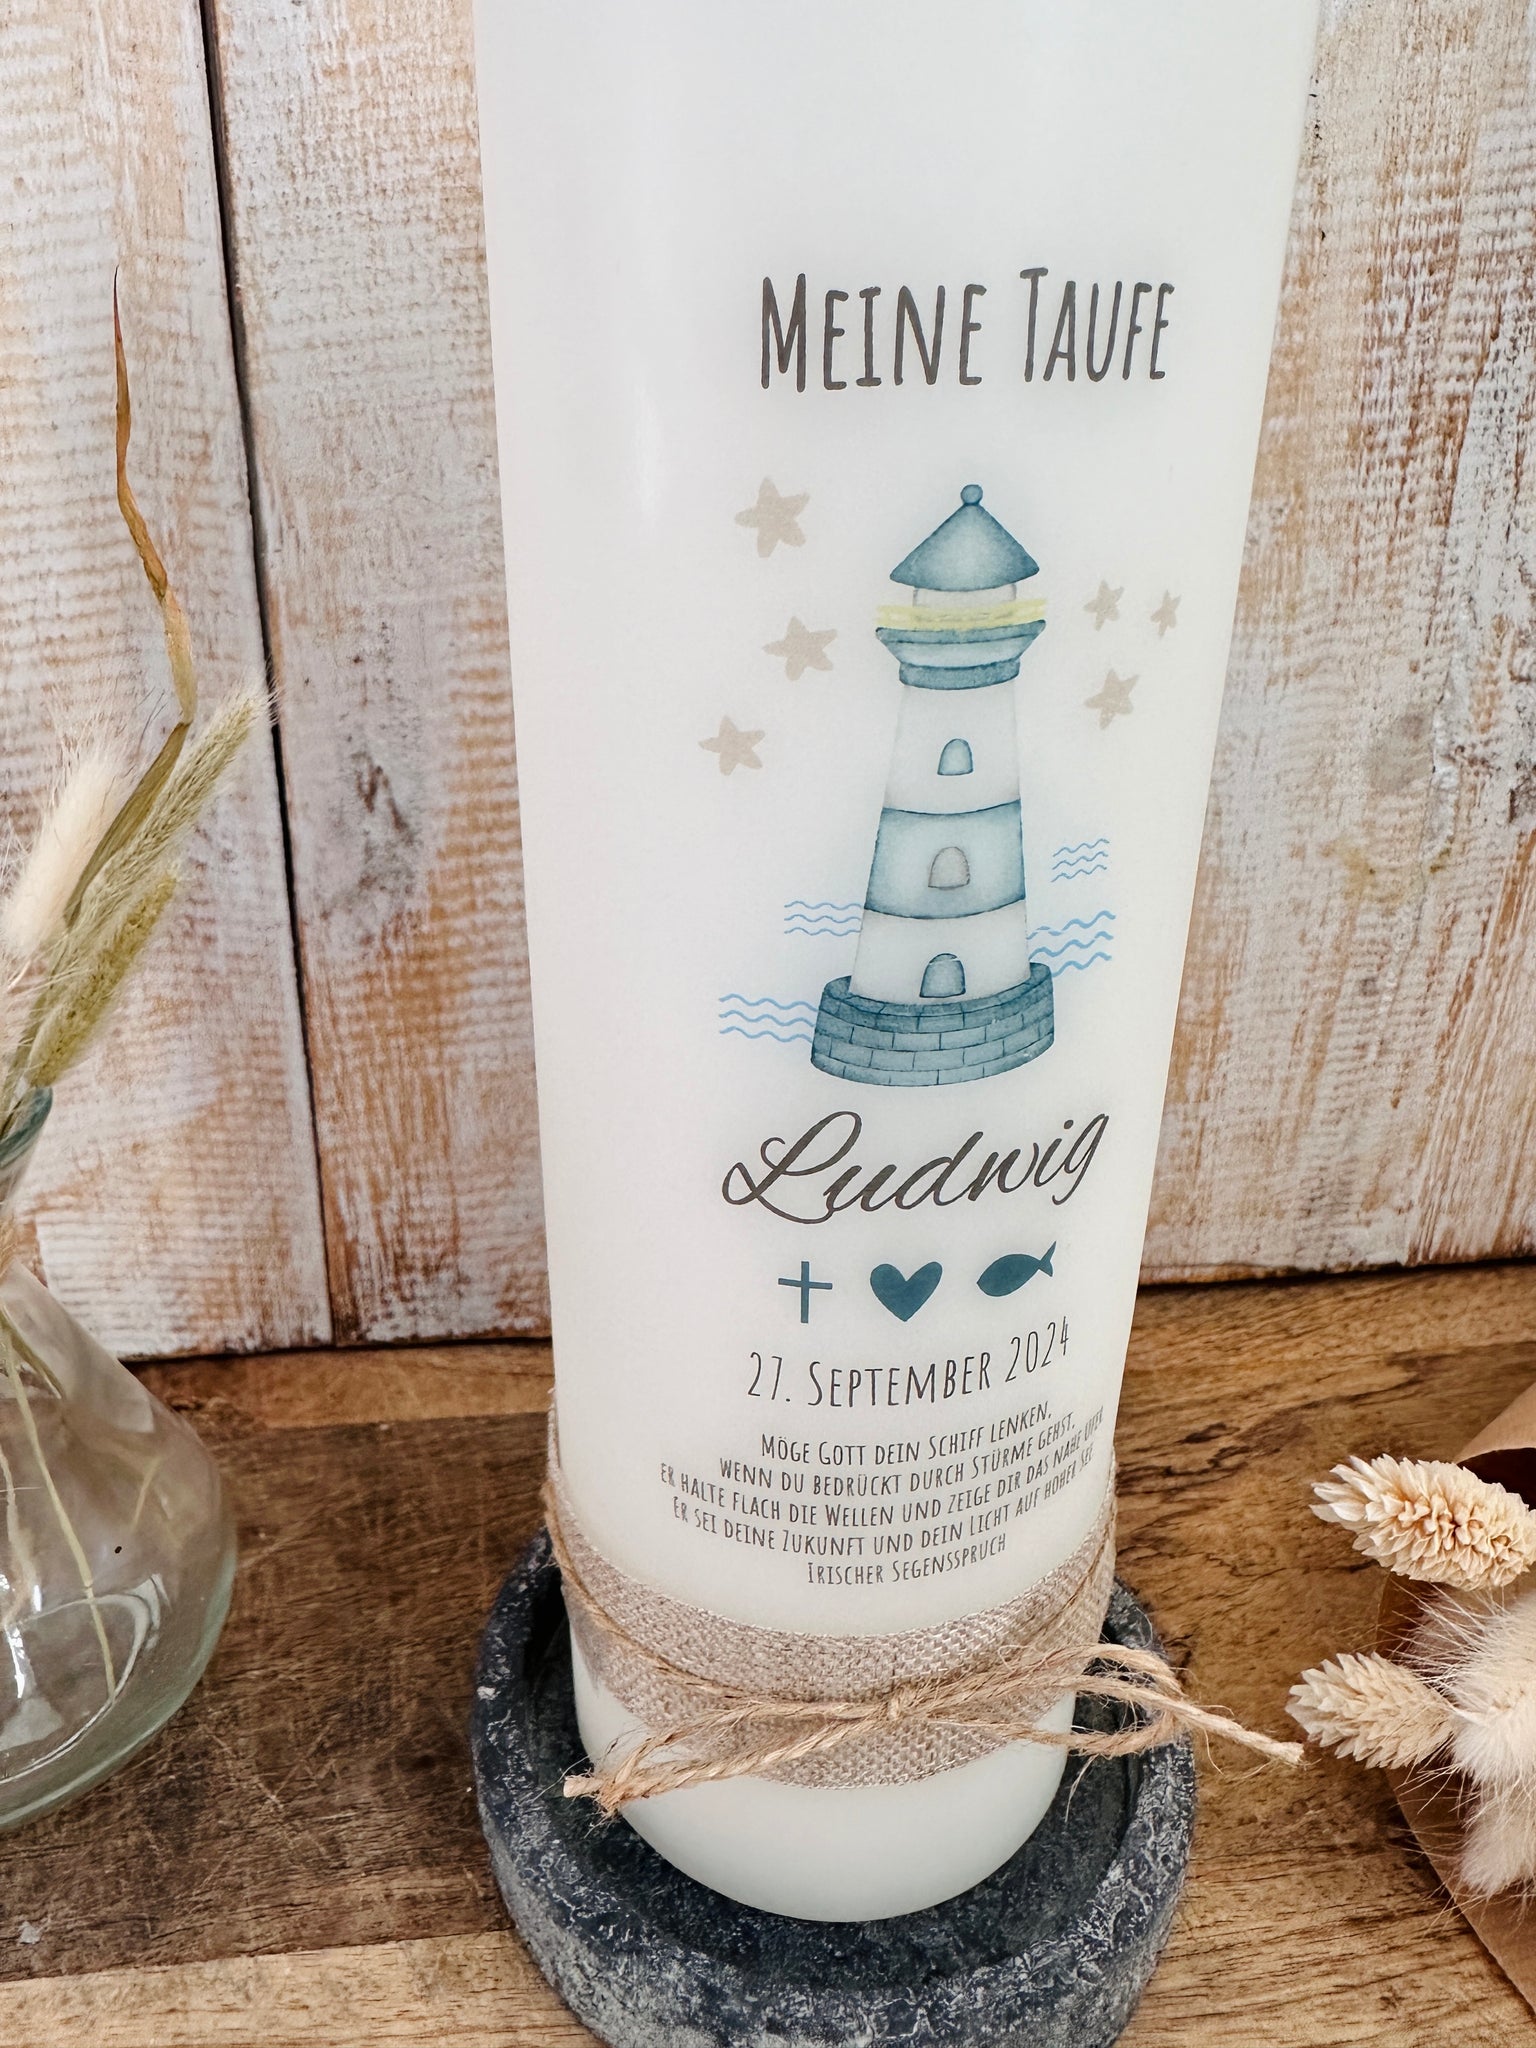 Meine Taufe
Ludwig
27. September 2024
Möge Gott dein Schiff lenken,
wenn du bedrückt durch Stürme gehst,
er halte flach die Wellen und zeige dir das nahe Ufer
Er sei deine Zukunft und dein Licht auf hoher See
Irischer Segensspruch